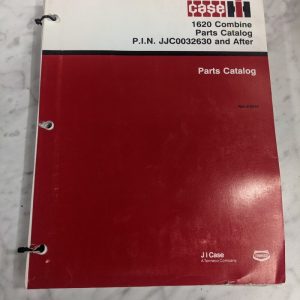 CASE IH
1620 Combine
Parts Catalog
P.I.N. JJC0032630 and After
Parts Catalog
J I Case
A Tenneco Company